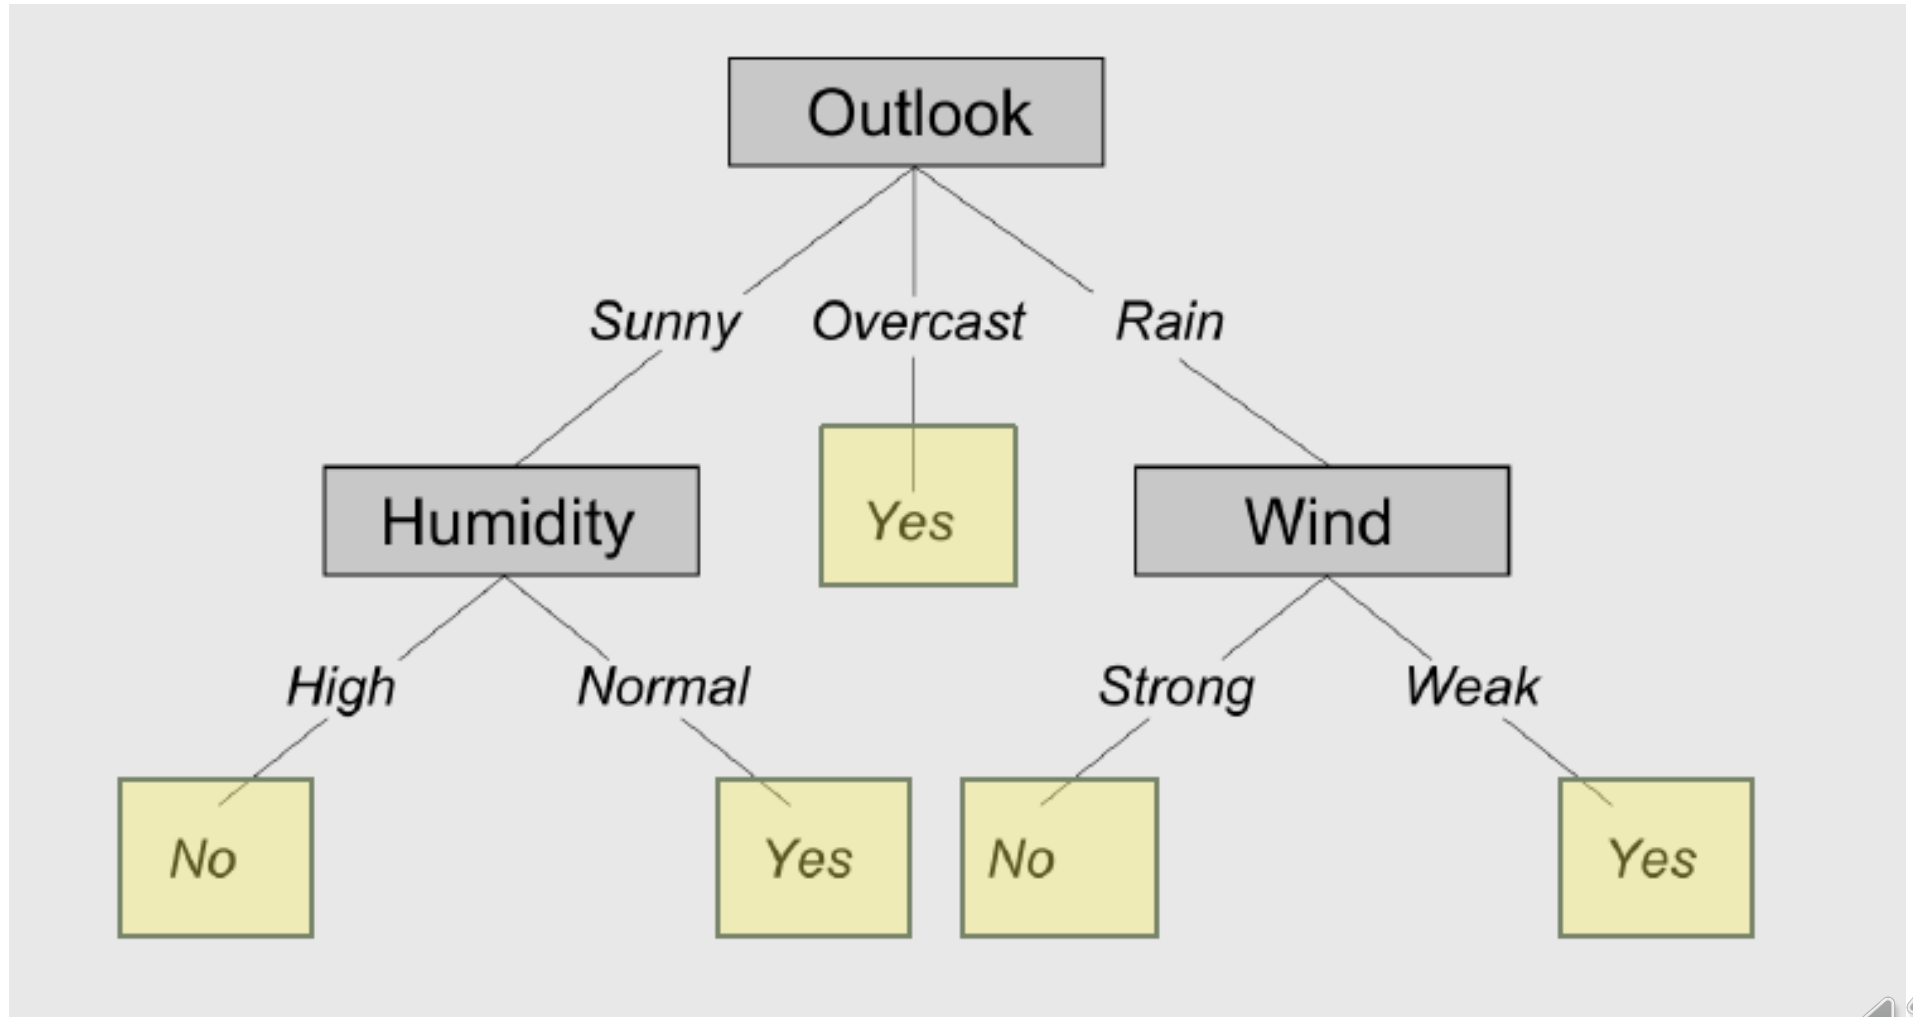 Outlook
Sunny Overcast Rain
Humidity Yes Wind
High Normal Strong Weak
No Yes No Yes